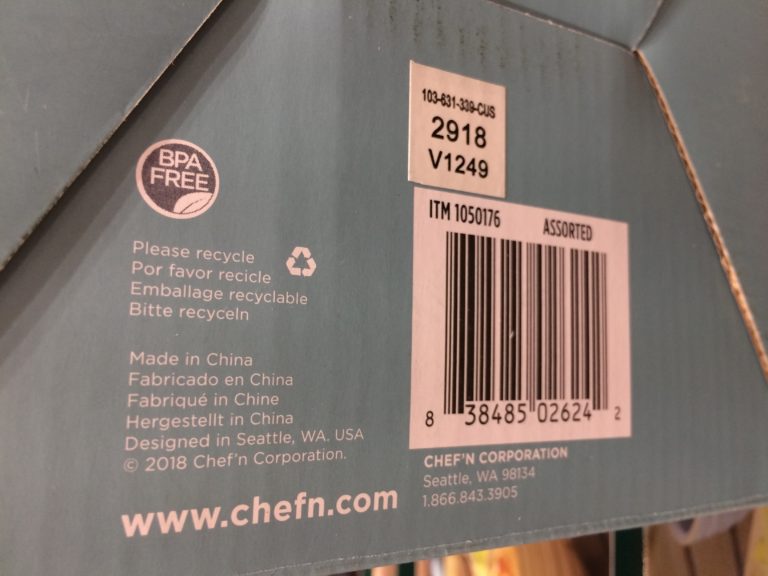 BPA
FREE
Please recycle
Por favor recicle
Emballage recyclable
Bitte recyceln
Made in China
Fabricado en China
Fabriqué in Chine
Hergestellt in China
Designed in Seattle, WA. USA
© 2018 Chef'n Corporation.
www.chefn.com
103-631-339-CUS
2918
V1249
ITM 1050176 ASSORTED
8 38485 02624 2
CHEF'N CORPORATION
Seattle, WA 98134
1.866.843.3905